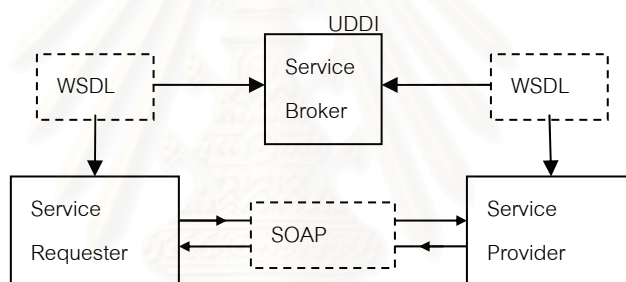 UDDI
WSDL
Service
Broker
WSDL
Service
Requester
SOAP
Service
Provider